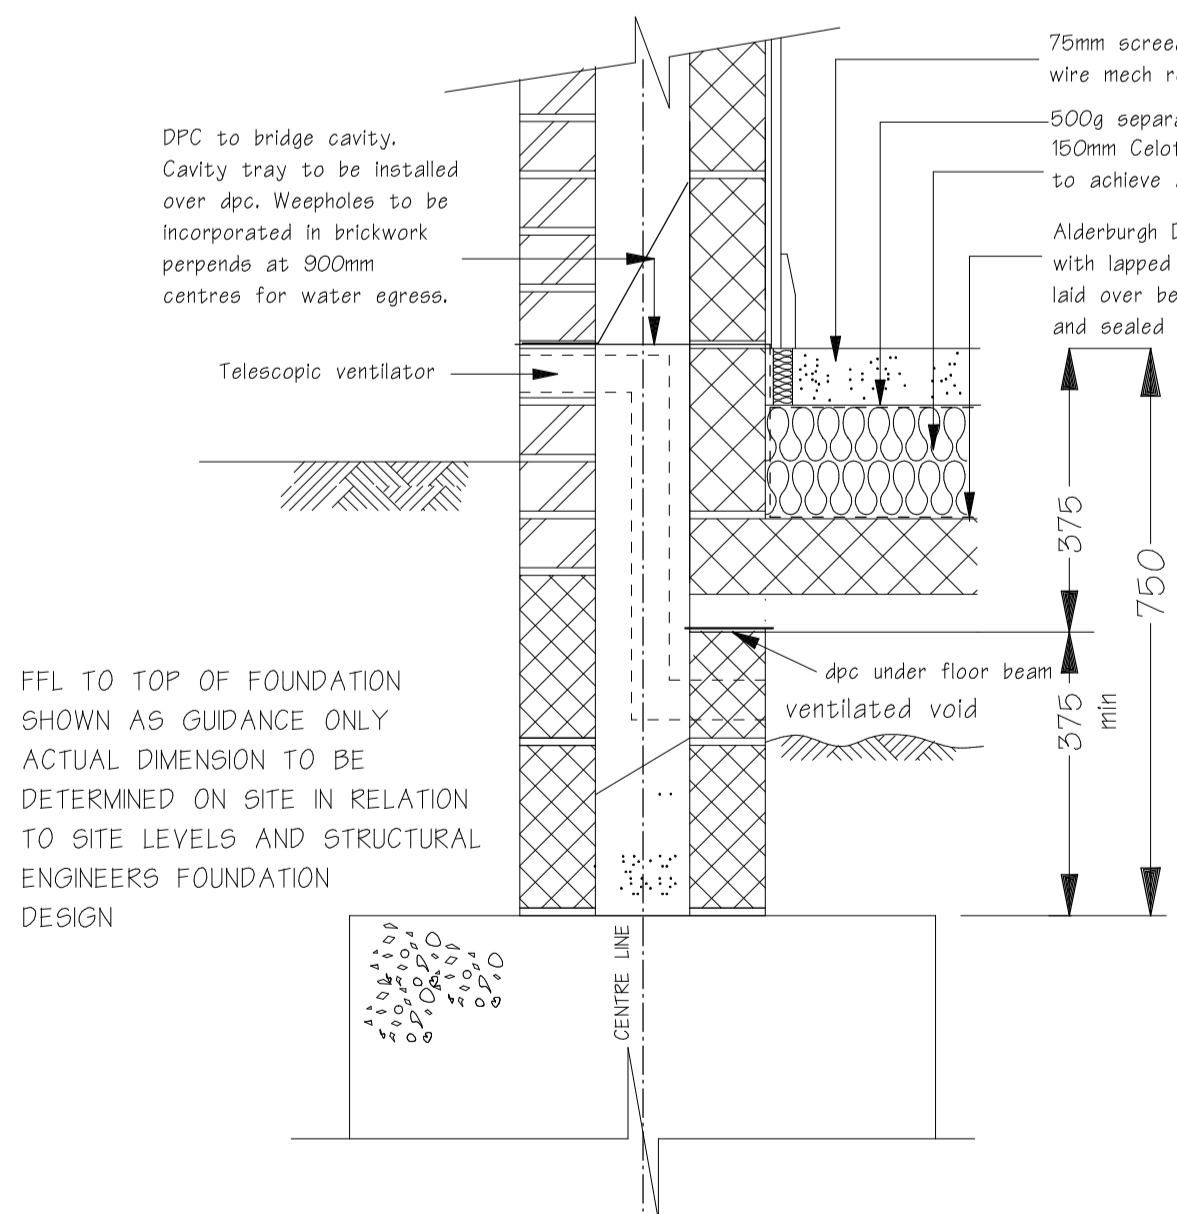 75mm scree
wire mech r
500g separa
150mm Celo
to achieve
Alderburgh D
with lapped
laid over be
and sealed
DPC to bridge cavity.
Cavity tray to be installed
over dpc. Weepholes to be
incorporated in brickwork
perpends at 900mm
centres for water egress.
Telescopic ventilator
375
750
dpc under floor beam
ventilated void
375
min
FFL TO TOP OF FOUNDATION
SHOWN AS GUIDANCE ONLY
ACTUAL DIMENSION TO BE
DETERMINED ON SITE IN RELATION
TO SITE LEVELS AND STRUCTURAL
ENGINEERS FOUNDATION
DESIGN
CENTRE LINE